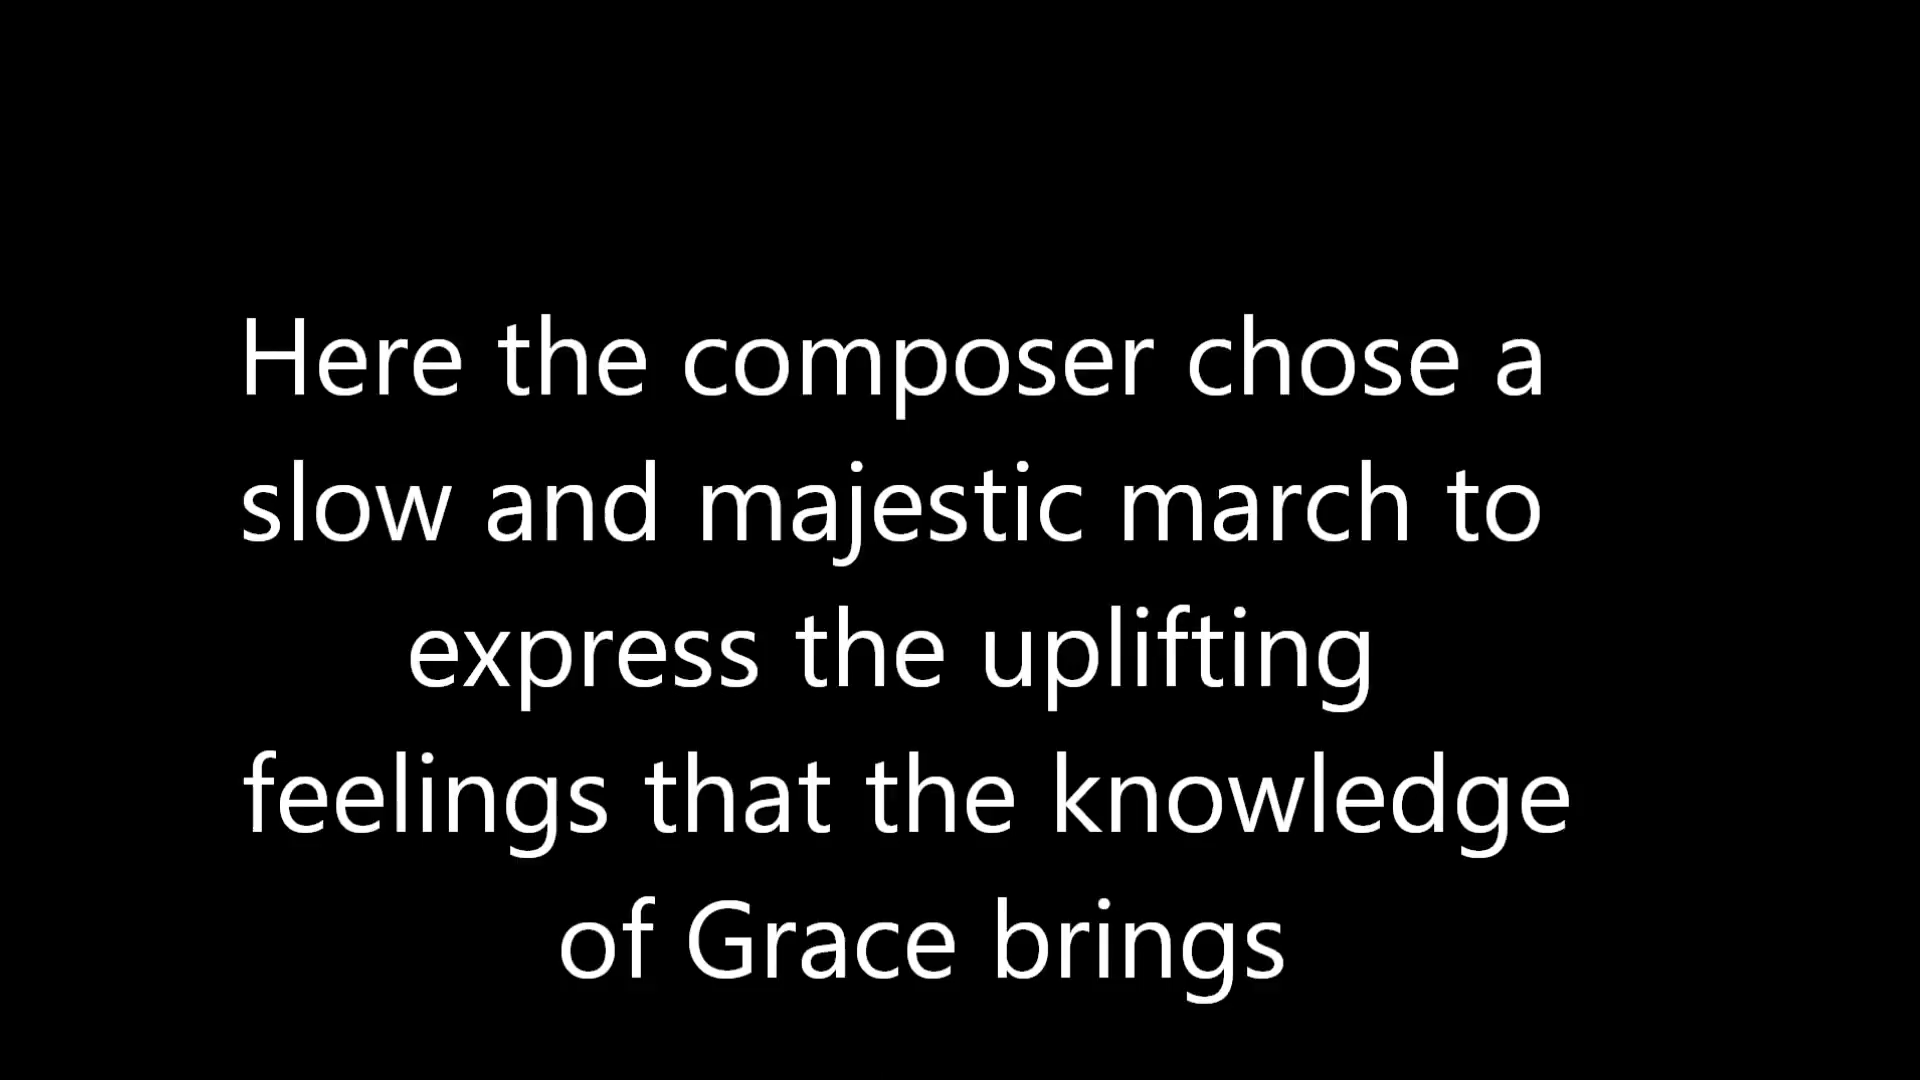 Here the composer chose a
slow and majestic march to
express the uplifting
feelings that the knowledge
of Grace brings